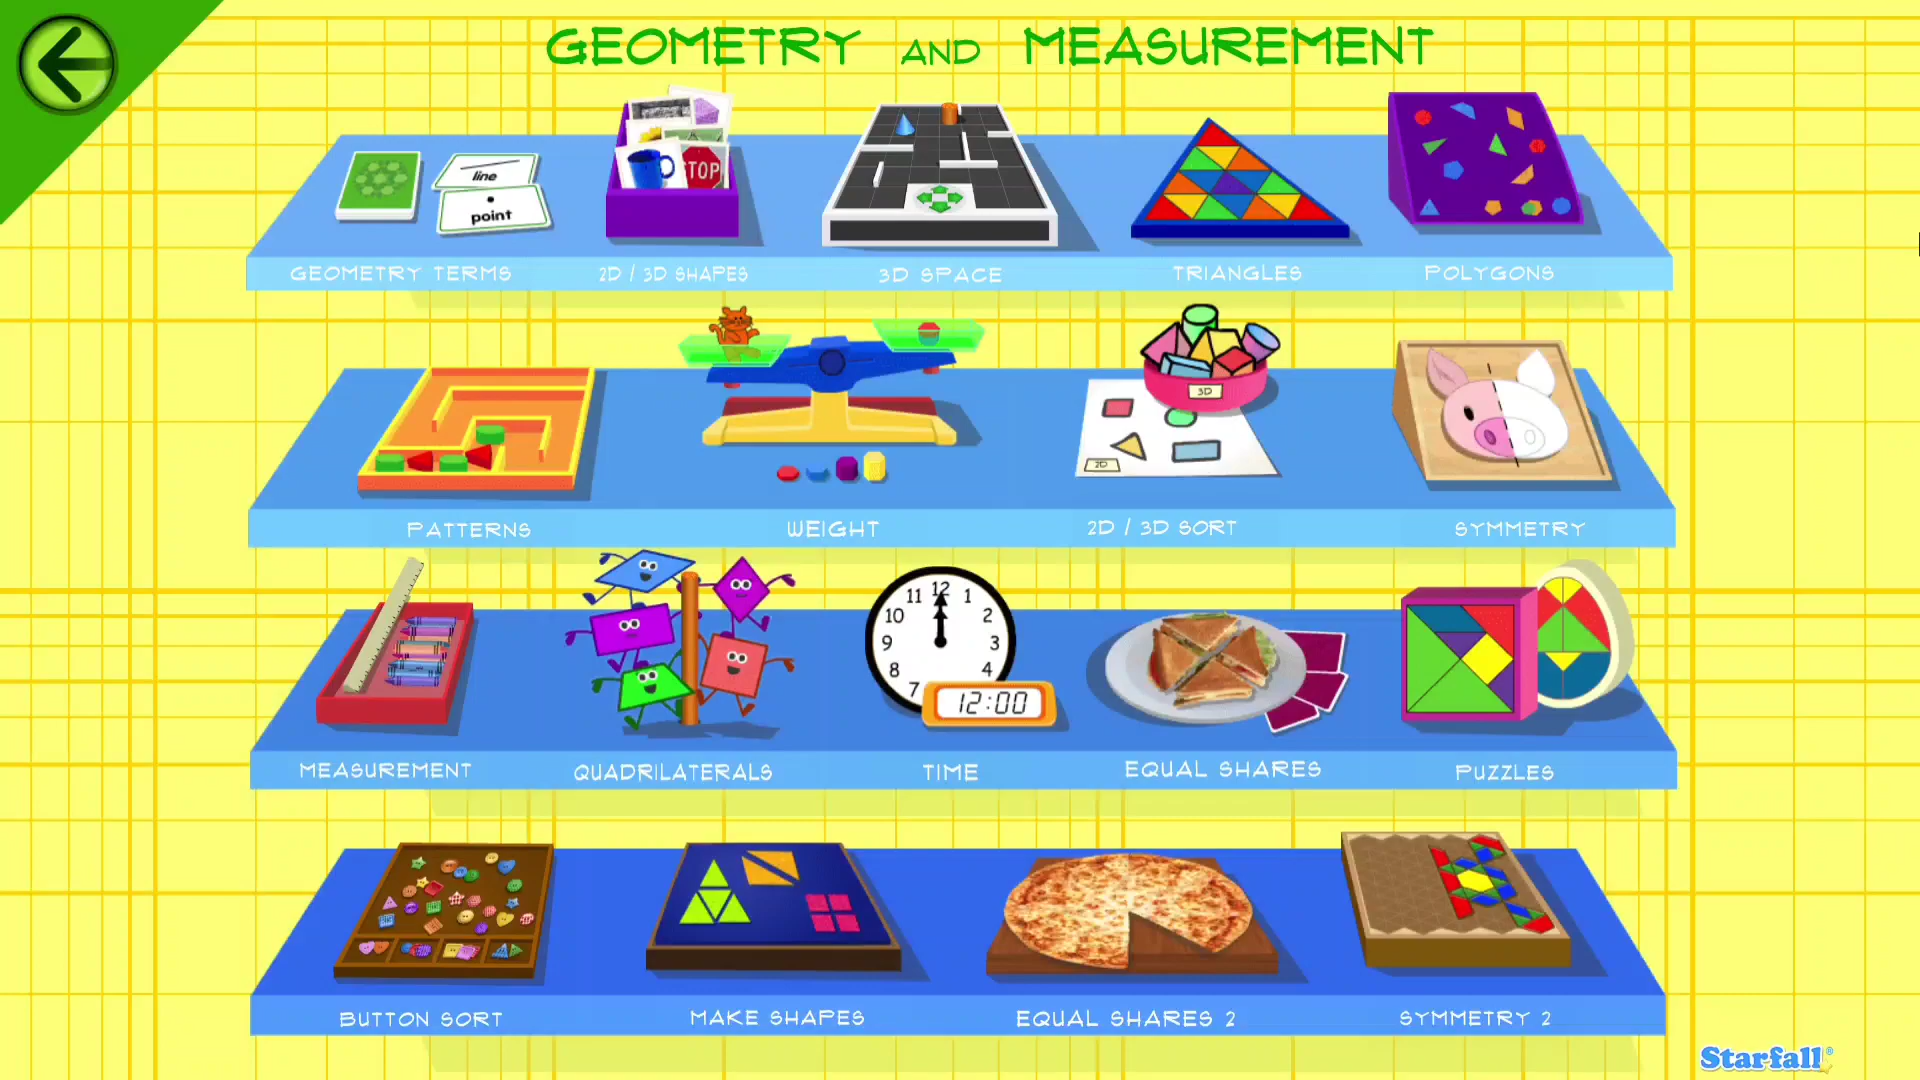 GEOMETRY AND MEASUREMENT
line
point
STOP
GEOMETRY TERMS
2D / 3D SHAPES
3D SPACE
TRIANGLES
POLYGONS
3D
2D
PATTERNS
WEIGHT
2D / 3D SORT
SYMMETRY
11 12 1
10 2
9 3
8 4
7
12:00
MEASUREMENT
QUADRILATERALS
TIME
EQUAL SHARES
PUZZLES
BUTTON SORT
MAKE SHAPES
EQUAL SHARES 2
SYMMETRY 2
Starfall®